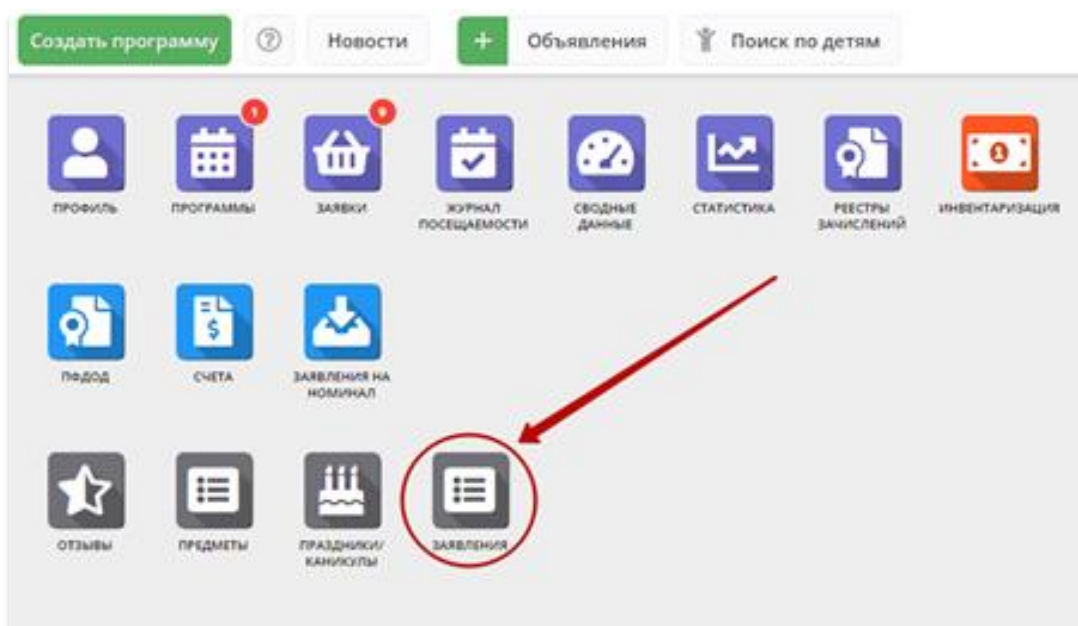 Создать программу
Новости
+ Объявления
Поиск по детям
1
9
ПРОФИЛЬ
ПРОГРАММЫ
ЗАЯВКИ
ЖУРНАЛ
ПОСЕЩАЕМОСТИ
СВОДНЫЕ
ДАННЫЕ
СТАТИСТИКА
РЕЕСТРЫ
ЗАЧИСЛЕНИЙ
ИНВЕНТАРИЗАЦИЯ
ПФДОД
СЧЕТА
ЗАЯВЛЕНИЯ НА
НОМИНАЛ
ОТЗЫВЫ
ПРЕДМЕТЫ
ПРАЗДНИКИ/
КАНИКУЛЫ
ЗАЯВЛЕНИЯ